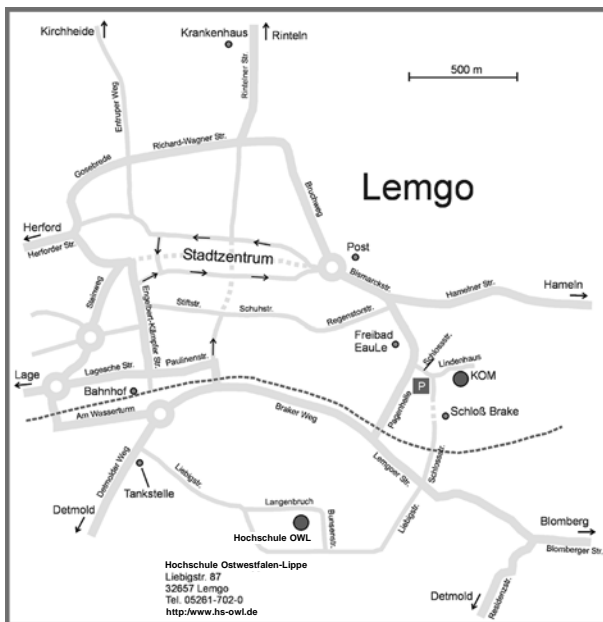 Kirchheide
Krankenhaus
Rinteln
500 m
Entruper Weg
Rintelner Str.
Richard-Wagner Str.
Gosebrede
Bruchweg
Lemgo
Herford
Herforder Str.
Stadtzentrum
Post
Bismarckstr.
Hameln
Hamelner Str.
Steinweg
Engelbert-Kämpfer Str.
Stiftstr.
Schuhstr.
Regenstorstr.
Freibad
EauLe
Schlossstr.
Lindenhaus
KOM
P
Lage
Lagesche Str.
Paulinenstr.
Bahnhof
Pagenhelle
Schloß Brake
Am Wasserturm
Braker Weg
Detmolder Weg
Lemgoer Str.
Schlossstr.
Tankstelle
Liebigstr.
Langenbruch
Bunsenstr.
Liebigstr.
Detmold
Hochschule OWL
Blomberg
Blomberger Str.
Hochschule Ostwestfalen-Lippe
Liebigstr. 87
32657 Lemgo
Tel. 05261-702-0
http:/www.hs-owl.de
Detmold
Residenzstr.